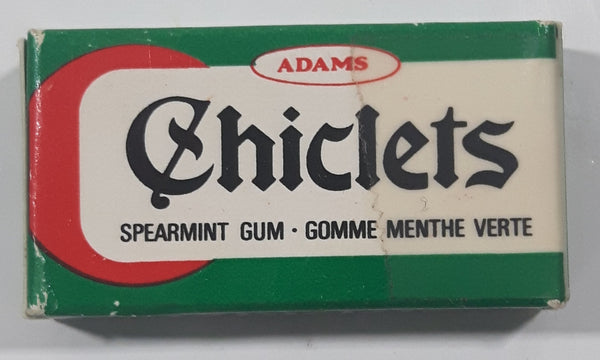 ADAMS
Chiclets
SPEARMINT GUM · GOMME MENTHE VERTE